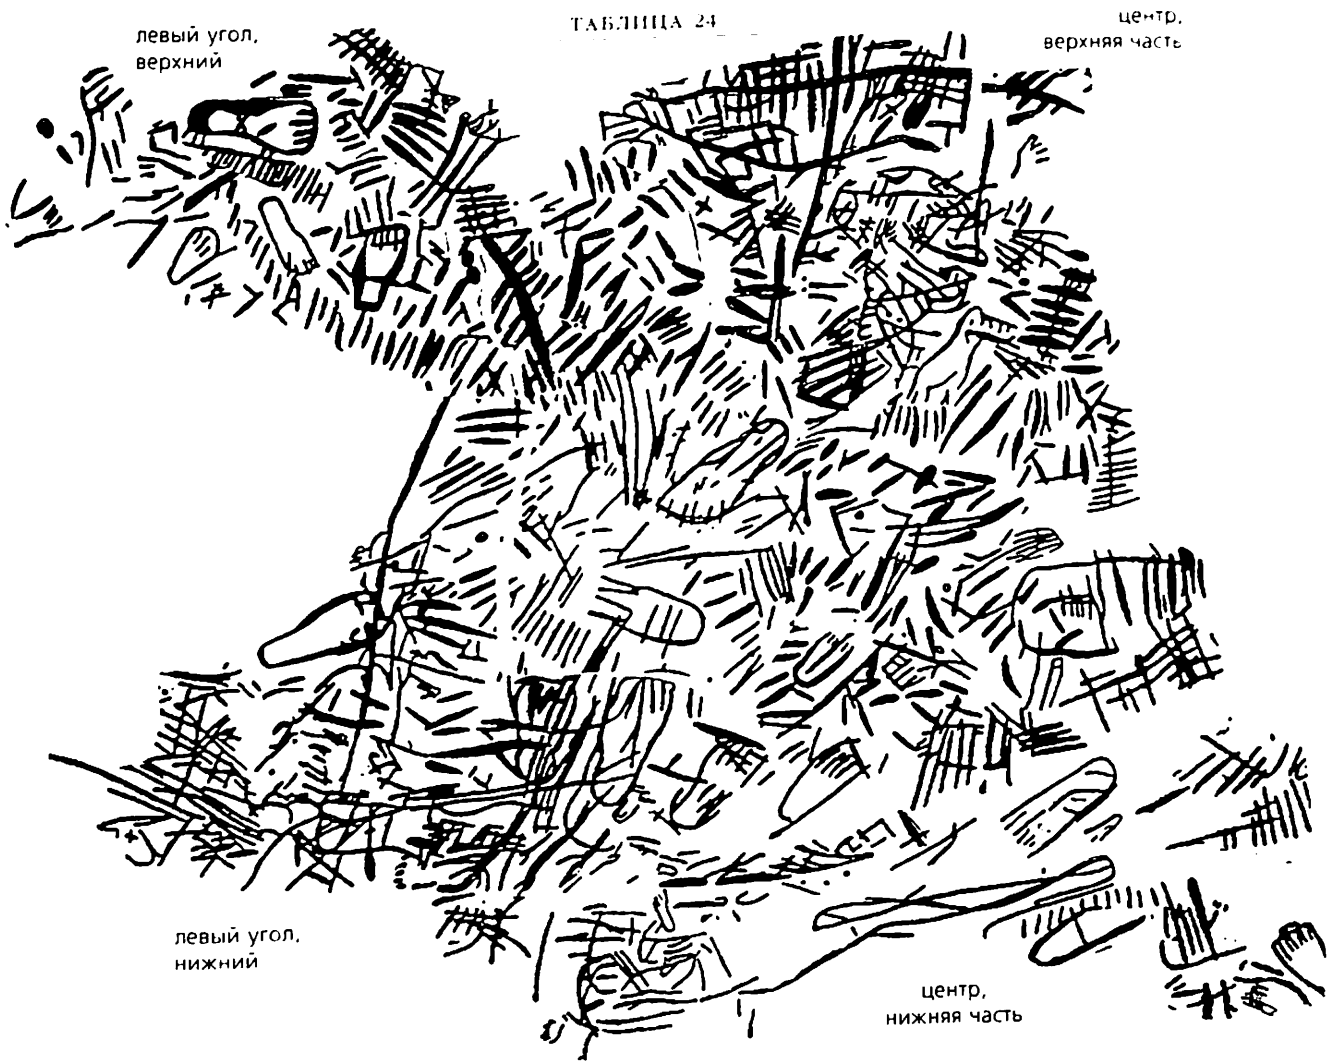 ТАБЛИЦА 24
левый угол,
верхний
центр,
верхняя часть
левый угол,
нижний
центр,
нижняя часть